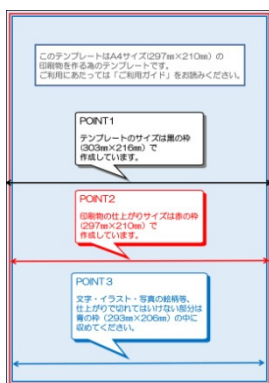 このテンプレートはA4サイズ(297㎜×210㎜)の
印刷物を作る為のテンプレートです。
ご利用にあたっては「ご利用ガイド」をお読みください。
POINT1
テンプレートのサイズは黒の枠
(303㎜×216㎜)で
作成しています。
POINT2
印刷物の仕上がりサイズは赤の枠
(297㎜×210㎜)で
作成しています。
POINT3
文字・イラスト・写真の絵柄等、
仕上がりで切れてはいけない部分は
青の枠(293㎜×206㎜)の中に
収めてください。